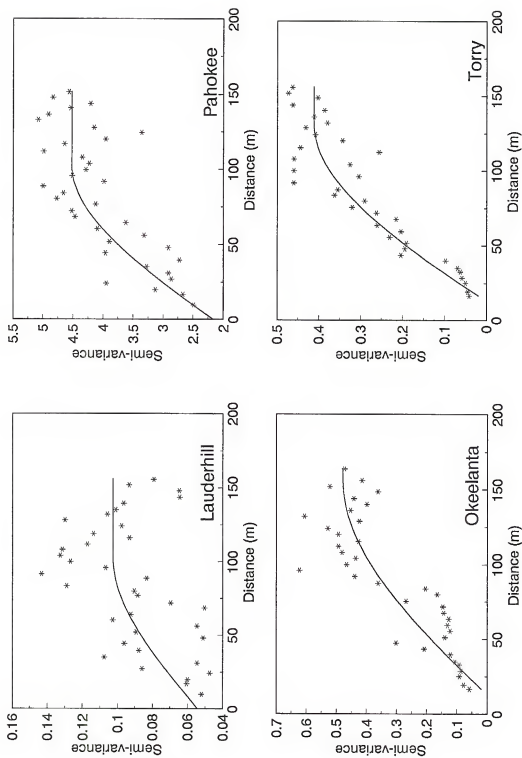 0.16
0.14
0.12
0.1
0.08
0.06
0.04
Semi-variance
Lauderhill
0 50 100 150 200
Distance (m)
5.5
5
4.5
4
3.5
3
2.5
2
Semi-variance
Pahokee
0 50 100 150 200
Distance (m)
0.7
0.6
0.5
0.4
0.3
0.2
0.1
0
Semi-variance
Okeelanta
0 50 100 150 200
Distance (m)
0.5
0.4
0.3
0.2
0.1
0
Semi-variance
Torry
0 50 100 150 200
Distance (m)